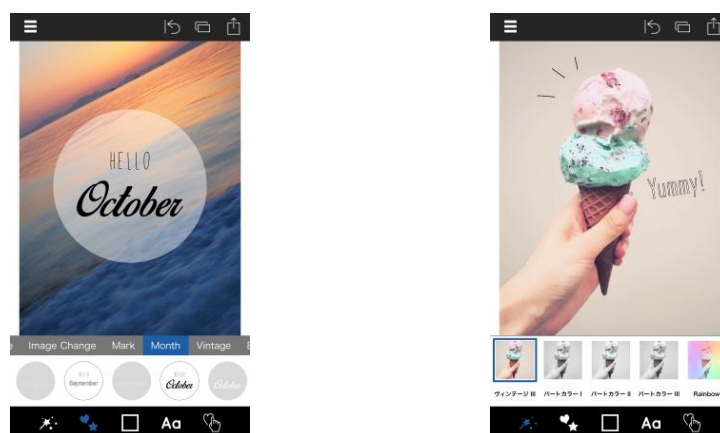 HELLO
October
Image Change Mark Month Vintage
HELLO
September
October
October
Aa
Yummy!
ヴィンテージ III パートカラー I パートカラー II パートカラー III Rainbow
Aa